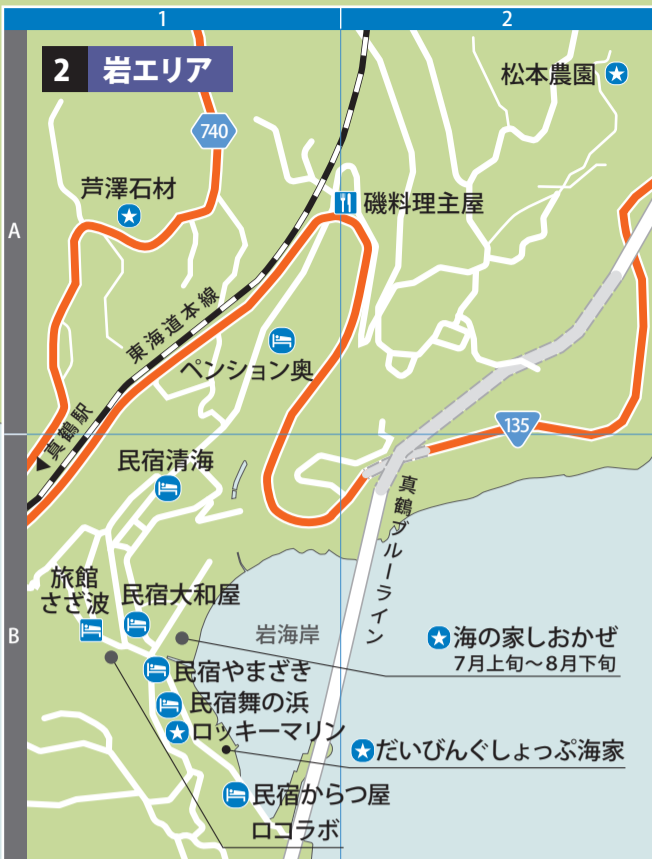 1
2
2 岩エリア
松本農園
740
芦澤石材
A
磯料理主屋
東海道本線
ペンション奥
真鶴駅
135
民宿清海
真鶴ブルーライン
旅館
さざ波
民宿大和屋
B
岩海岸
海の家しおかぜ
7月上旬～8月下旬
民宿やまざき
民宿舞の浜
ロッキーマリン
だいびんぐしょっぷ海家
民宿からつ屋
ロコラボ